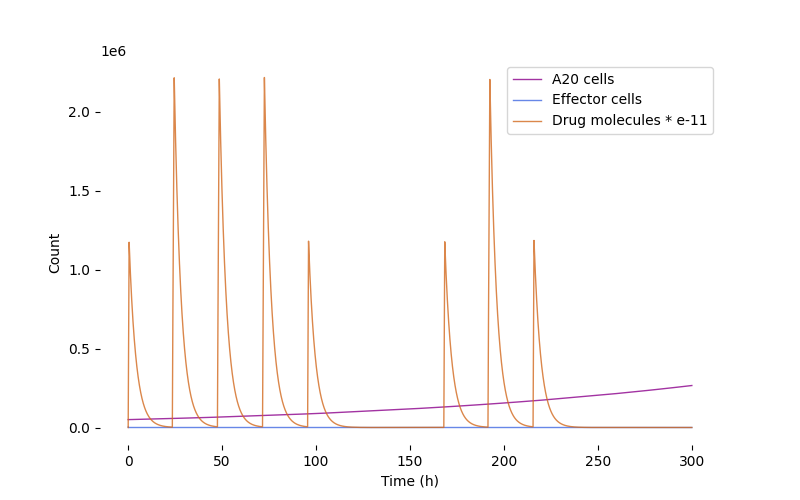 1e6
A20 cells
Effector cells
Drug molecules * e-11
2.0
1.5
1.0
0.5
0.0
Count
0 50 100 150 200 250 300
Time (h)